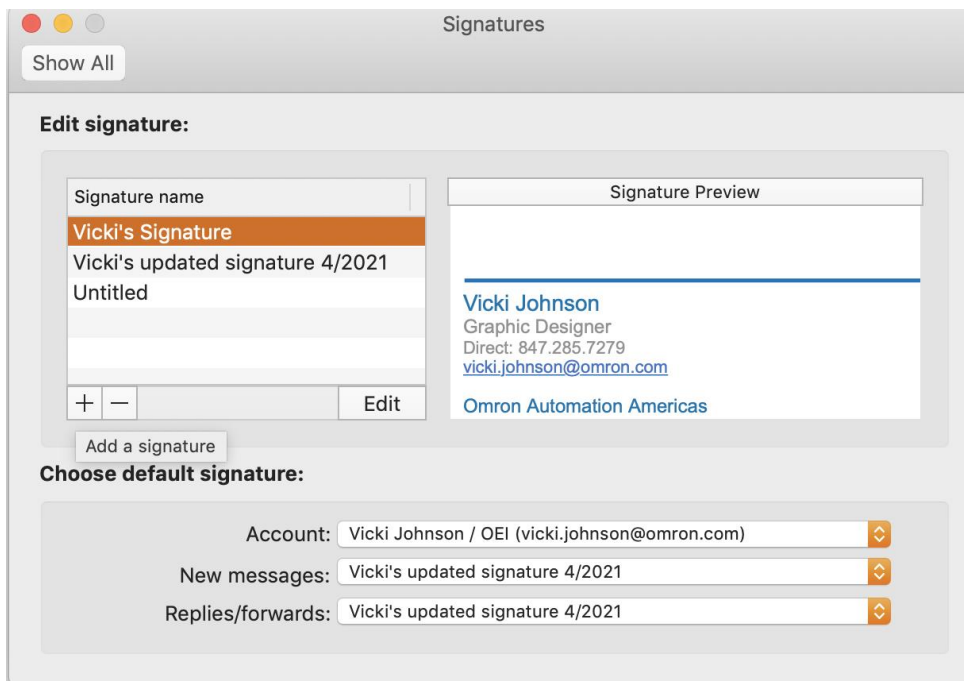 Signatures
Show All
Edit signature:
Signature name
Vicki's Signature
Vicki's updated signature 4/2021
Untitled
+ − Edit
Add a signature
Signature Preview
Vicki Johnson
Graphic Designer
Direct: 847.285.7279
vicki.johnson@omron.com
Omron Automation Americas
Choose default signature:
Account: Vicki Johnson / OEI (vicki.johnson@omron.com)
New messages: Vicki's updated signature 4/2021
Replies/forwards: Vicki's updated signature 4/2021